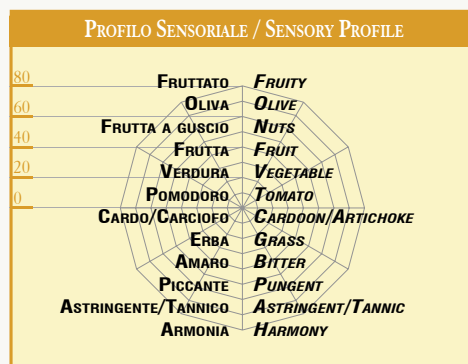 Profilo Sensoriale / Sensory Profile
80
Fruttato Fruity
Oliva Olive
60
Frutta a guscio Nuts
40
Frutta Fruit
Verdura Vegetable
20
Pomodoro Tomato
0
Cardo/Carciofo Cardoon/Artichoke
Erba Grass
Amaro Bitter
Piccante Pungent
Astringente/Tannico Astringent/Tannic
Armonia Harmony